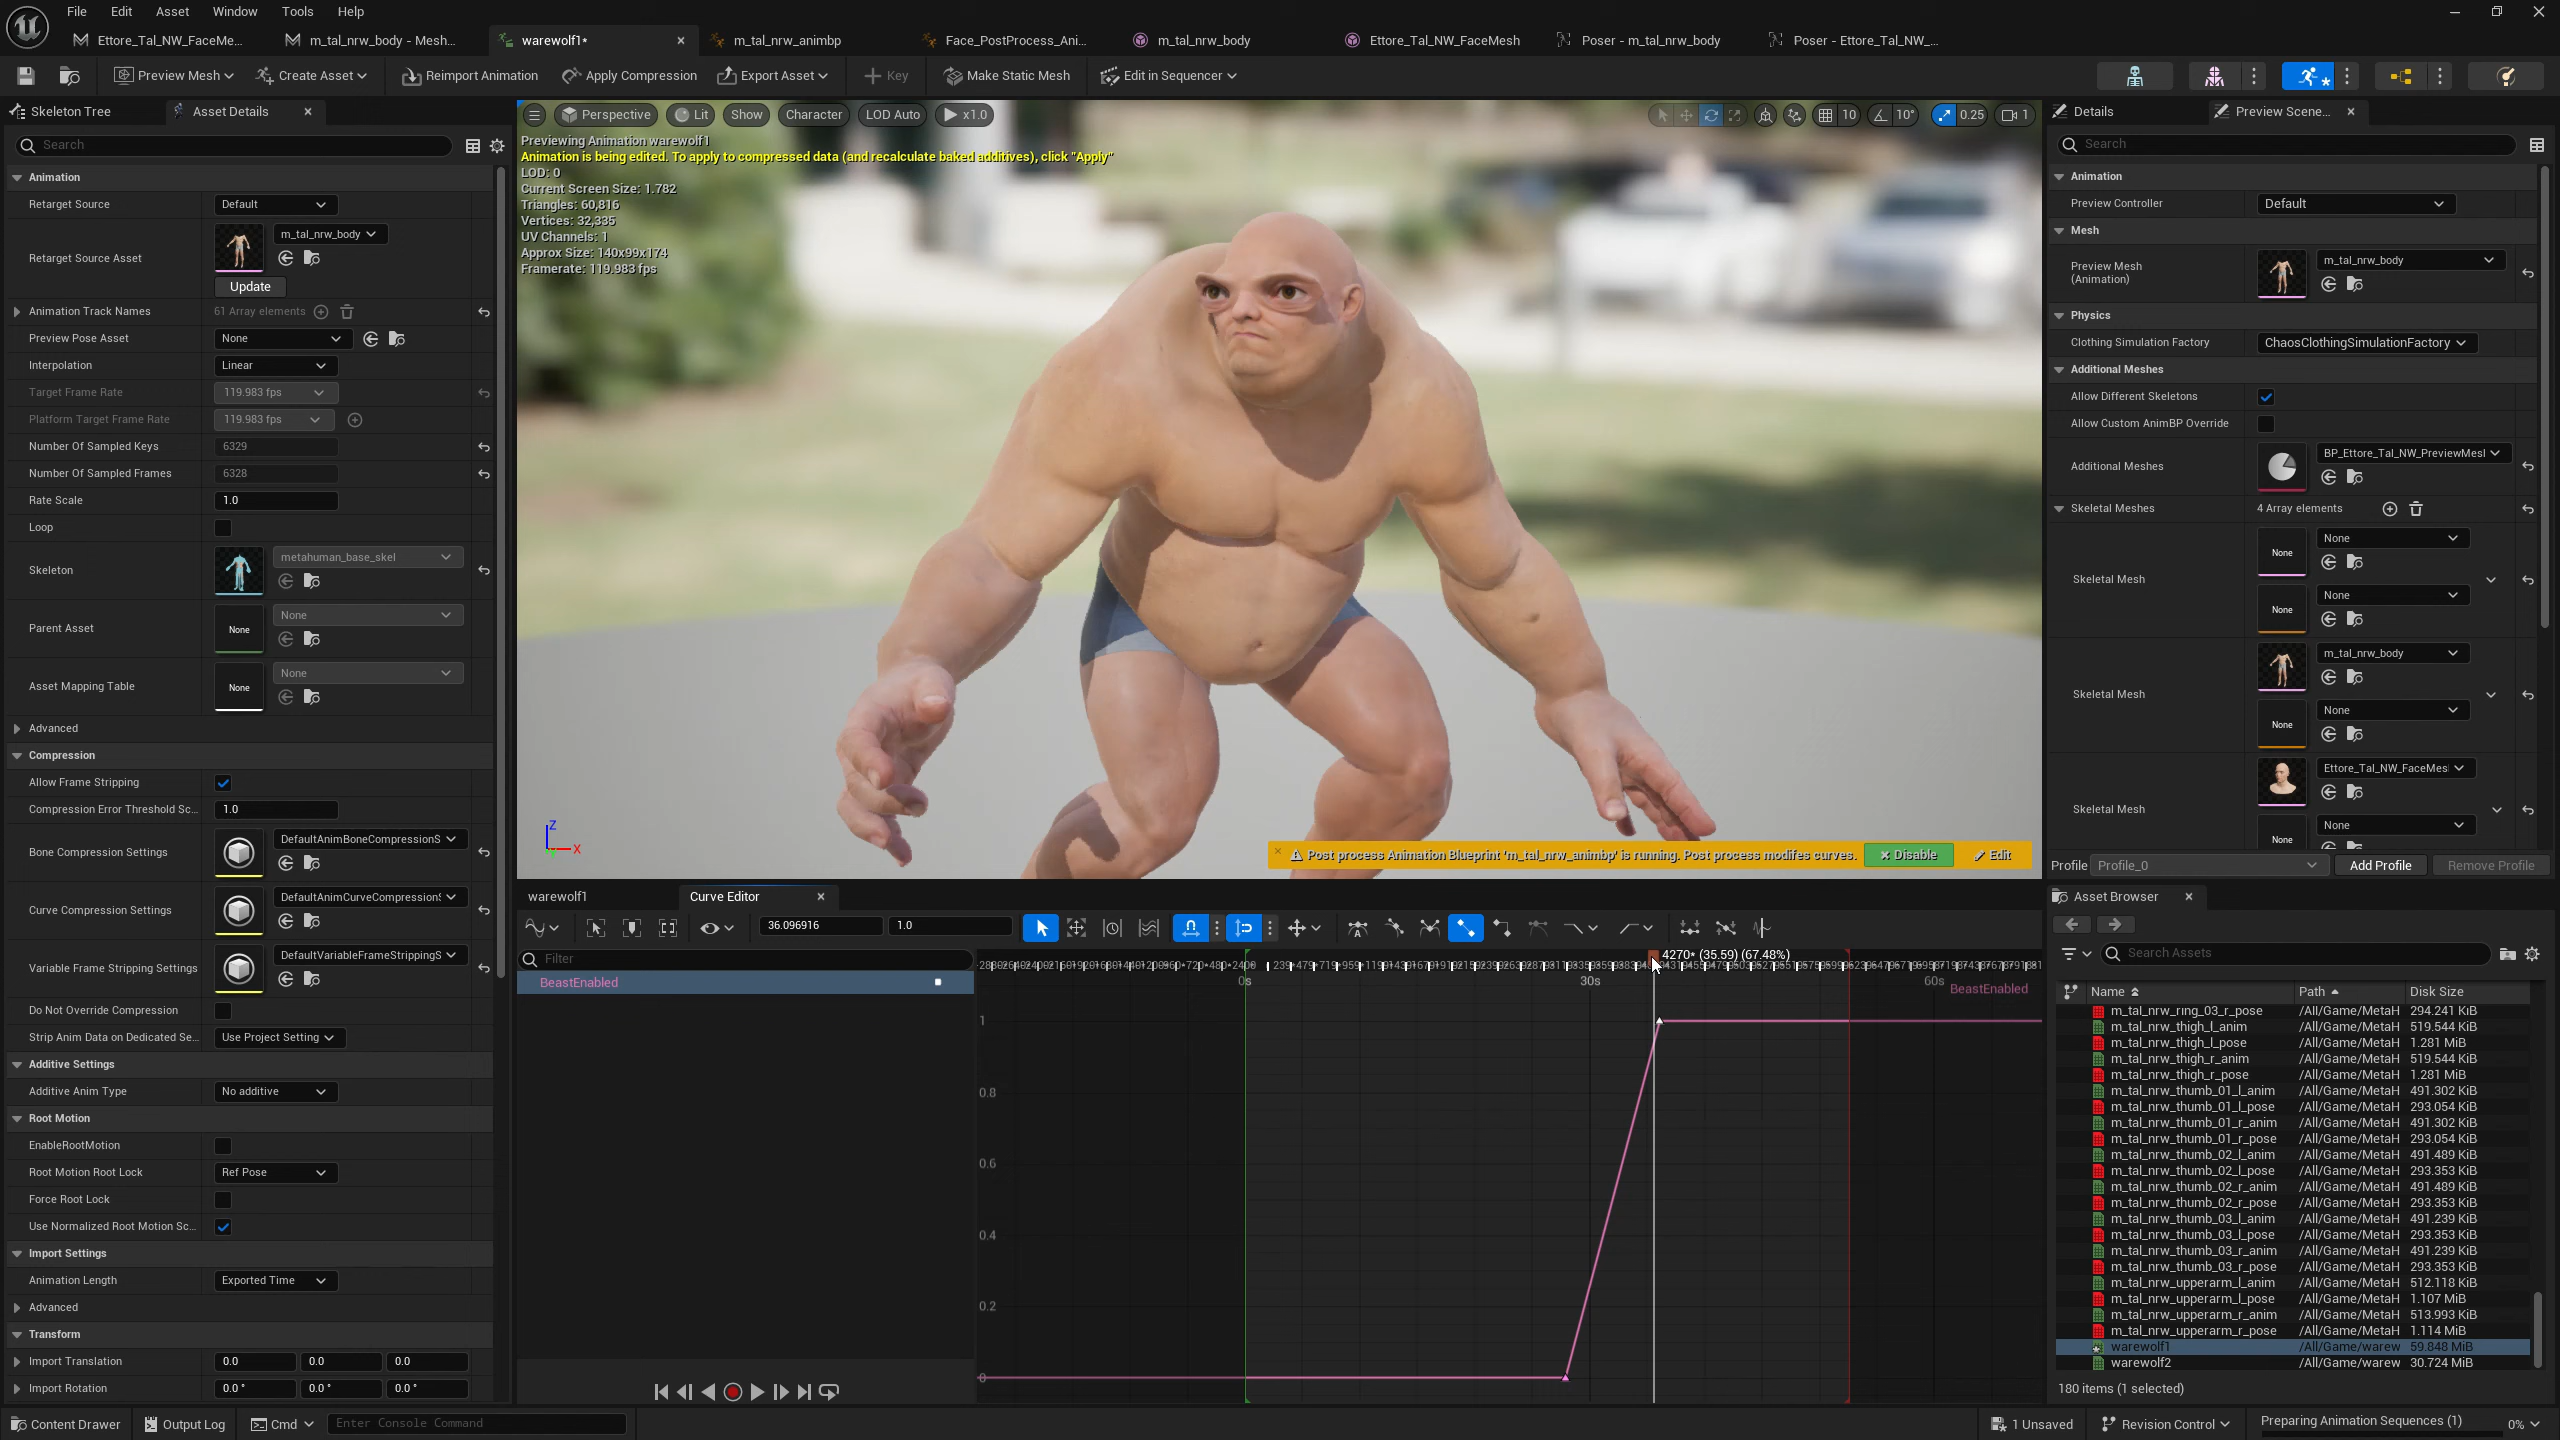 File Edit Asset Window Tools Help
Ettore_Tal_NW_FaceMe...
m_tal_nrw_body - Mesh...
warewolf1*
m_tal_nrw_animbp
Face_PostProcess_Ani...
m_tal_nrw_body
Ettore_Tal_NW_FaceMesh
Poser - m_tal_nrw_body
Poser - Ettore_Tal_NW_...
Preview Mesh
Create Asset
Reimport Animation
Apply Compression
Export Asset
Key
Make Static Mesh
Edit in Sequencer
Skeleton Tree
Asset Details
Search
Animation
Retarget Source Default
Retarget Source Asset m_tal_nrw_body
Update
Animation Track Names 61 Array elements
Preview Pose Asset None
Interpolation Linear
Target Frame Rate 119.983 fps
Platform Target Frame Rate 119.983 fps
Number Of Sampled Keys 6329
Number Of Sampled Frames 6328
Rate Scale 1.0
Loop
Skeleton metahuman_base_skel
Parent Asset None None
Asset Mapping Table None None
Advanced
Compression
Allow Frame Stripping
Compression Error Threshold Sc... 1.0
Bone Compression Settings DefaultAnimBoneCompressionS
Curve Compression Settings DefaultAnimCurveCompressionS
Variable Frame Stripping Settings DefaultVariableFrameStrippingS
Do Not Override Compression
Strip Anim Data on Dedicated Se... Use Project Setting
Additive Settings
Additive Anim Type No additive
Root Motion
EnableRootMotion
Root Motion Root Lock Ref Pose
Force Root Lock
Use Normalized Root Motion Sc...
Import Settings
Animation Length Exported Time
Advanced
Transform
Import Translation 0.0 0.0 0.0
Import Rotation 0.0 ° 0.0 ° 0.0 °
Perspective Lit Show Character LOD Auto x1.0
10 10° 0.25 1
Previewing Animation warewolf1
Animation is being edited. To apply to compressed data (and recalculate baked additives), click "Apply"
LOD: 0
Current Screen Size: 1.782
Triangles: 60,816
Vertices: 32,335
UV Channels: 1
Approx Size: 140x99x174
Framerate: 119.983 fps
Z
X
Post process Animation Blueprint 'm_tal_nrw_animbp' is running. Post process modifes curves. Disable Edit
warewolf1
Curve Editor
36.096916 1.0
Filter
BeastEnabled
4270* (35.59) (67.48%)
0s 30s 60s
BeastEnabled
1
0.8
0.6
0.4
0.2
0
Details
Preview Scene...
Search
Animation
Preview Controller Default
Mesh
Preview Mesh (Animation) m_tal_nrw_body
Physics
Clothing Simulation Factory ChaosClothingSimulationFactory
Additional Meshes
Allow Different Skeletons
Allow Custom AnimBP Override
Additional Meshes BP_Ettore_Tal_NW_PreviewMesl
Skeletal Meshes 4 Array elements
Skeletal Mesh None None
None None
Skeletal Mesh m_tal_nrw_body
None None
Skeletal Mesh Ettore_Tal_NW_FaceMesl
None None
Profile Profile_0 Add Profile Remove Profile
Asset Browser
Search Assets
Name Path Disk Size
m_tal_nrw_ring_03_r_pose /All/Game/MetaH 294.241 KiB
m_tal_nrw_thigh_l_anim /All/Game/MetaH 519.544 KiB
m_tal_nrw_thigh_l_pose /All/Game/MetaH 1.281 MiB
m_tal_nrw_thigh_r_anim /All/Game/MetaH 519.544 KiB
m_tal_nrw_thigh_r_pose /All/Game/MetaH 1.281 MiB
m_tal_nrw_thumb_01_l_anim /All/Game/MetaH 491.302 KiB
m_tal_nrw_thumb_01_l_pose /All/Game/MetaH 293.054 KiB
m_tal_nrw_thumb_01_r_anim /All/Game/MetaH 491.302 KiB
m_tal_nrw_thumb_01_r_pose /All/Game/MetaH 293.054 KiB
m_tal_nrw_thumb_02_l_anim /All/Game/MetaH 491.489 KiB
m_tal_nrw_thumb_02_l_pose /All/Game/MetaH 293.353 KiB
m_tal_nrw_thumb_02_r_anim /All/Game/MetaH 491.489 KiB
m_tal_nrw_thumb_02_r_pose /All/Game/MetaH 293.353 KiB
m_tal_nrw_thumb_03_l_anim /All/Game/MetaH 491.239 KiB
m_tal_nrw_thumb_03_l_pose /All/Game/MetaH 293.353 KiB
m_tal_nrw_thumb_03_r_anim /All/Game/MetaH 491.239 KiB
m_tal_nrw_thumb_03_r_pose /All/Game/MetaH 293.353 KiB
m_tal_nrw_upperarm_l_anim /All/Game/MetaH 512.118 KiB
m_tal_nrw_upperarm_l_pose /All/Game/MetaH 1.107 MiB
m_tal_nrw_upperarm_r_anim /All/Game/MetaH 513.993 KiB
m_tal_nrw_upperarm_r_pose /All/Game/MetaH 1.114 MiB
warewolf1 /All/Game/warew 59.848 MiB
warewolf2 /All/Game/warew 30.724 MiB
180 items (1 selected)
Content Drawer Output Log Cmd Enter Console Command
1 Unsaved Revision Control Preparing Animation Sequences (1) 0%